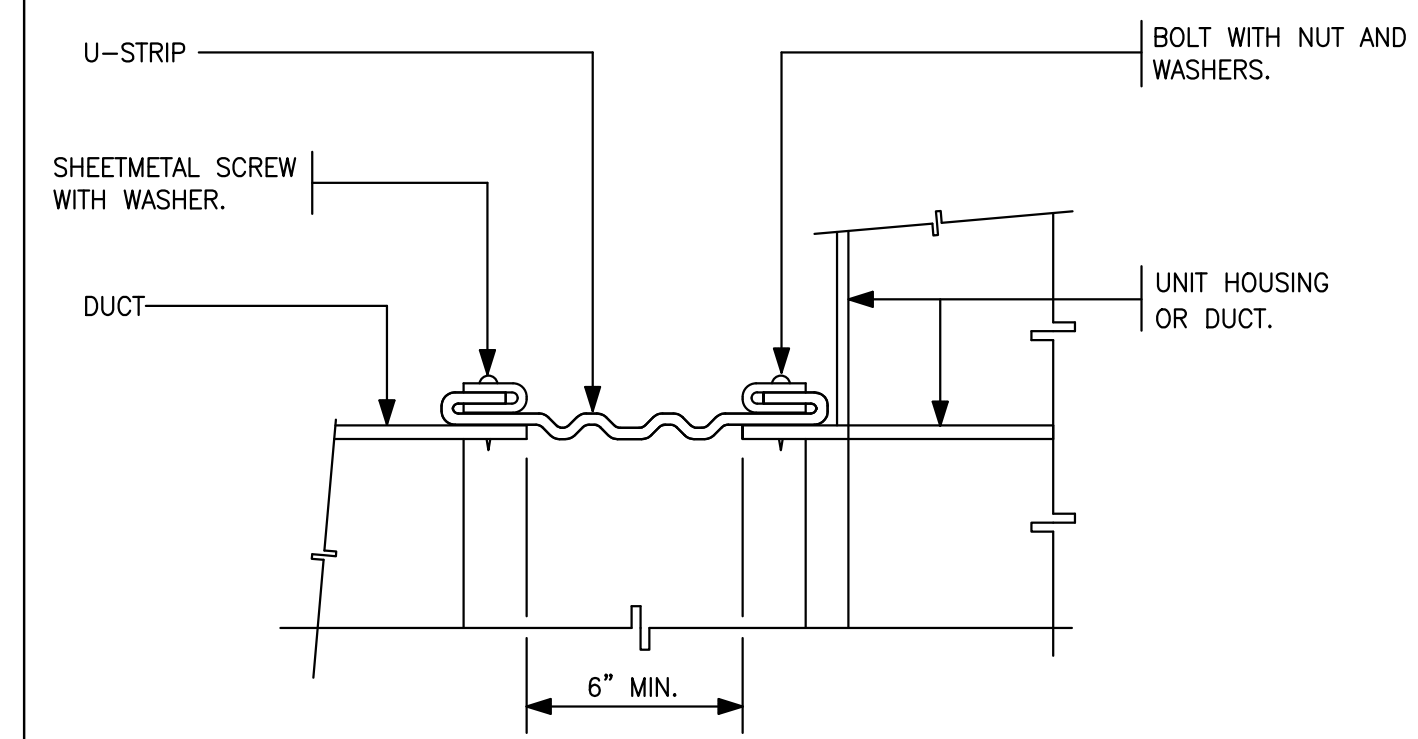 U-STRIP
BOLT WITH NUT AND
WASHERS.
SHEETMETAL SCREW
WITH WASHER.
DUCT
UNIT HOUSING
OR DUCT.
6” MIN.